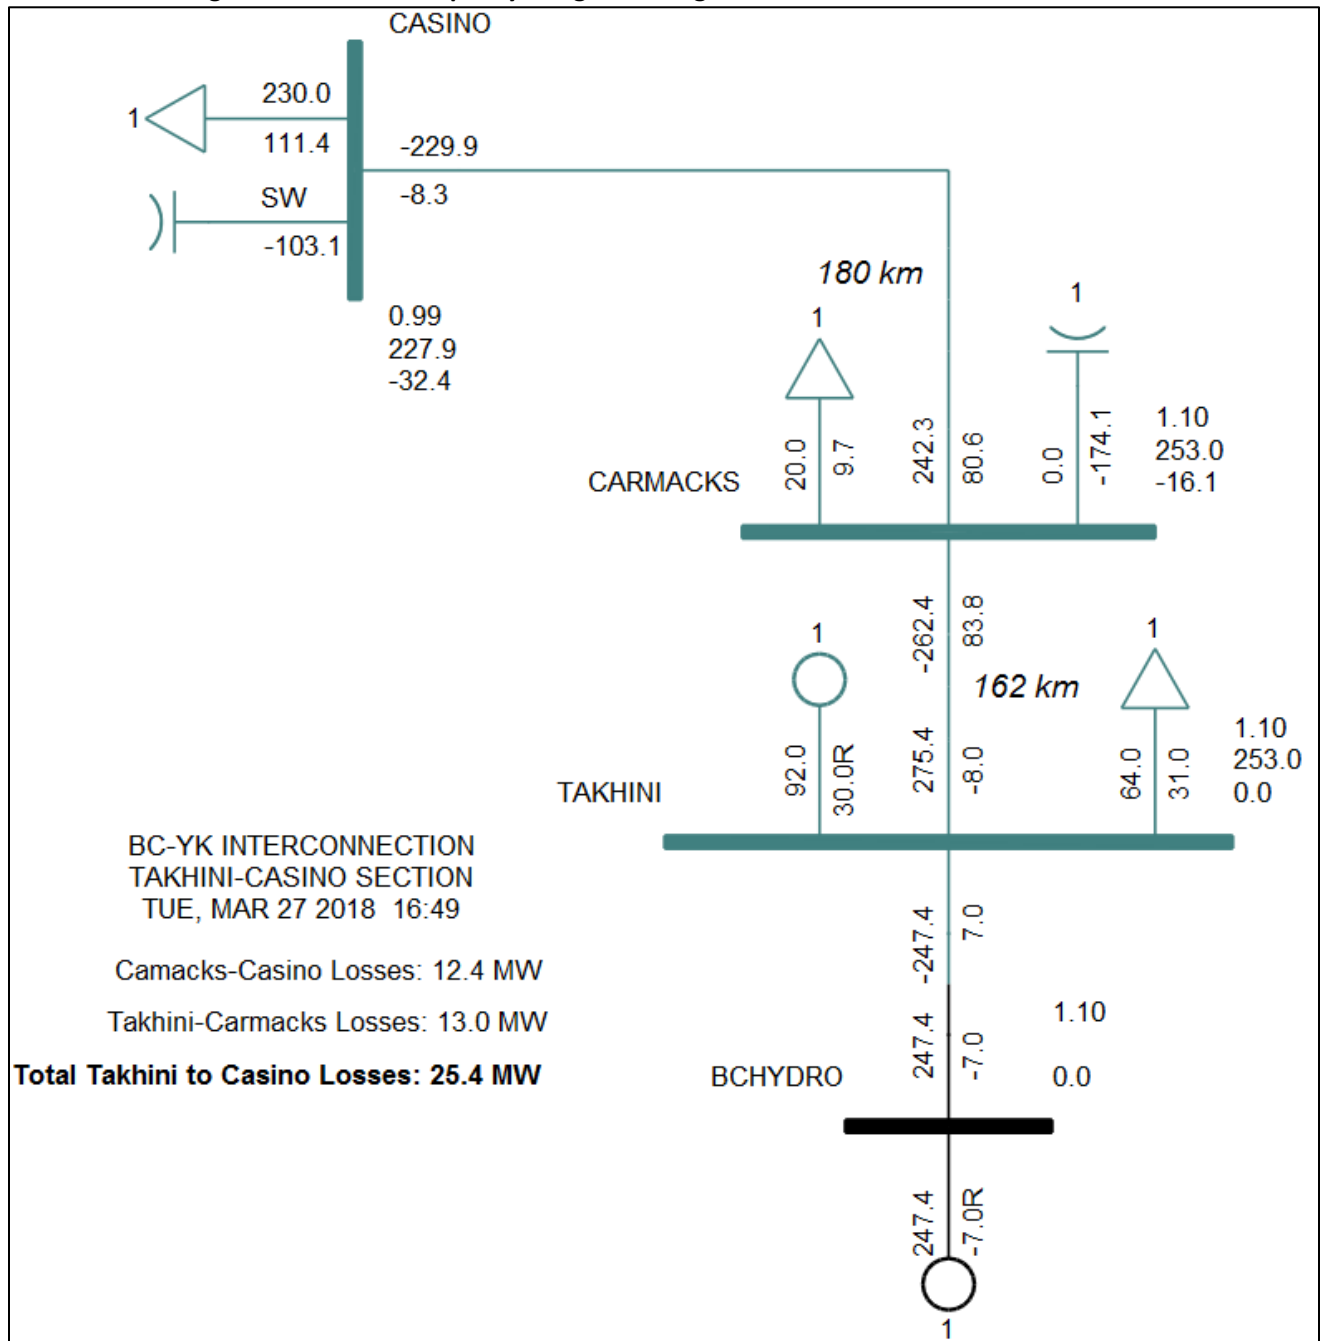 CASINO
230.0
1
111.4
-229.9
SW
-8.3
-103.1
180 km
0.99
227.9
-32.4
1
1
1.10
253.0
-16.1
242.3
80.6
0.0
-174.1
20.0
9.7
CARMACKS
-262.4
83.8
1
1
162 km
1.10
253.0
0.0
92.0
30.0R
275.4
-8.0
64.0
31.0
TAKHINI
BC-YK INTERCONNECTION
TAKHINI-CASINO SECTION
TUE, MAR 27 2018 16:49
-247.4
7.0
Camacks-Casino Losses: 12.4 MW
Takhini-Carmacks Losses: 13.0 MW
Total Takhini to Casino Losses: 25.4 MW
247.4
-7.0
1.10
0.0
BCHYDRO
247.4
-7.0R
1